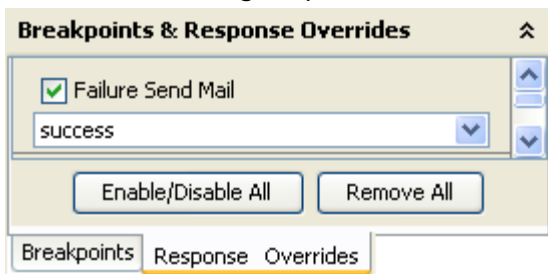 Breakpoints & Response Overrides
Failure Send Mail
success
Enable/Disable All Remove All
Breakpoints Response Overrides